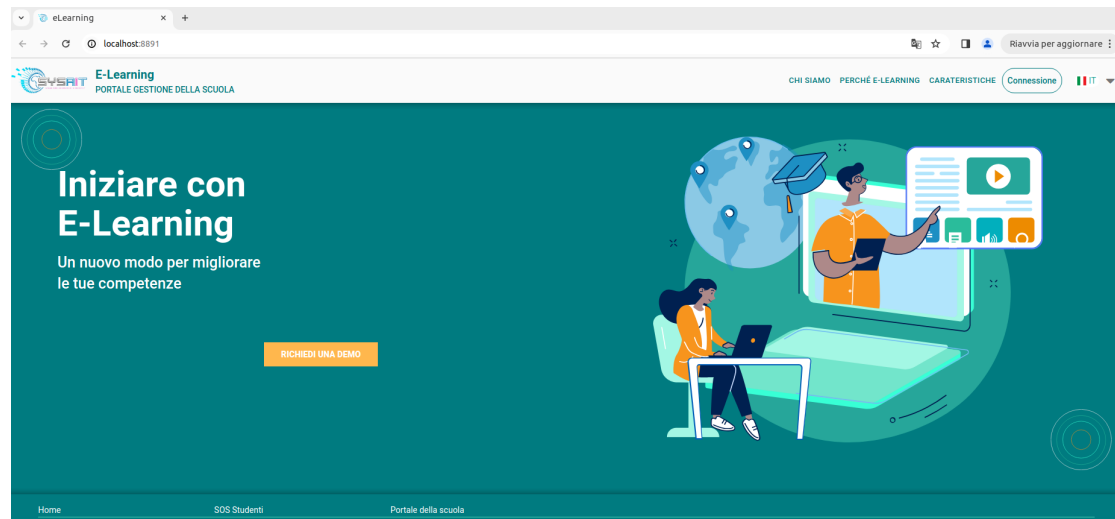 eLearning
localhost:8891
Riavvia per aggiornare
SYSAIT
E-Learning
PORTALE GESTIONE DELLA SCUOLA
CHI SIAMO PERCHÉ E-LEARNING CARATERISTICHE Connessione IT
Iniziare con
E-Learning
Un nuovo modo per migliorare
le tue competenze
RICHIEDI UNA DEMO
Home SOS Studenti Portale della scuola